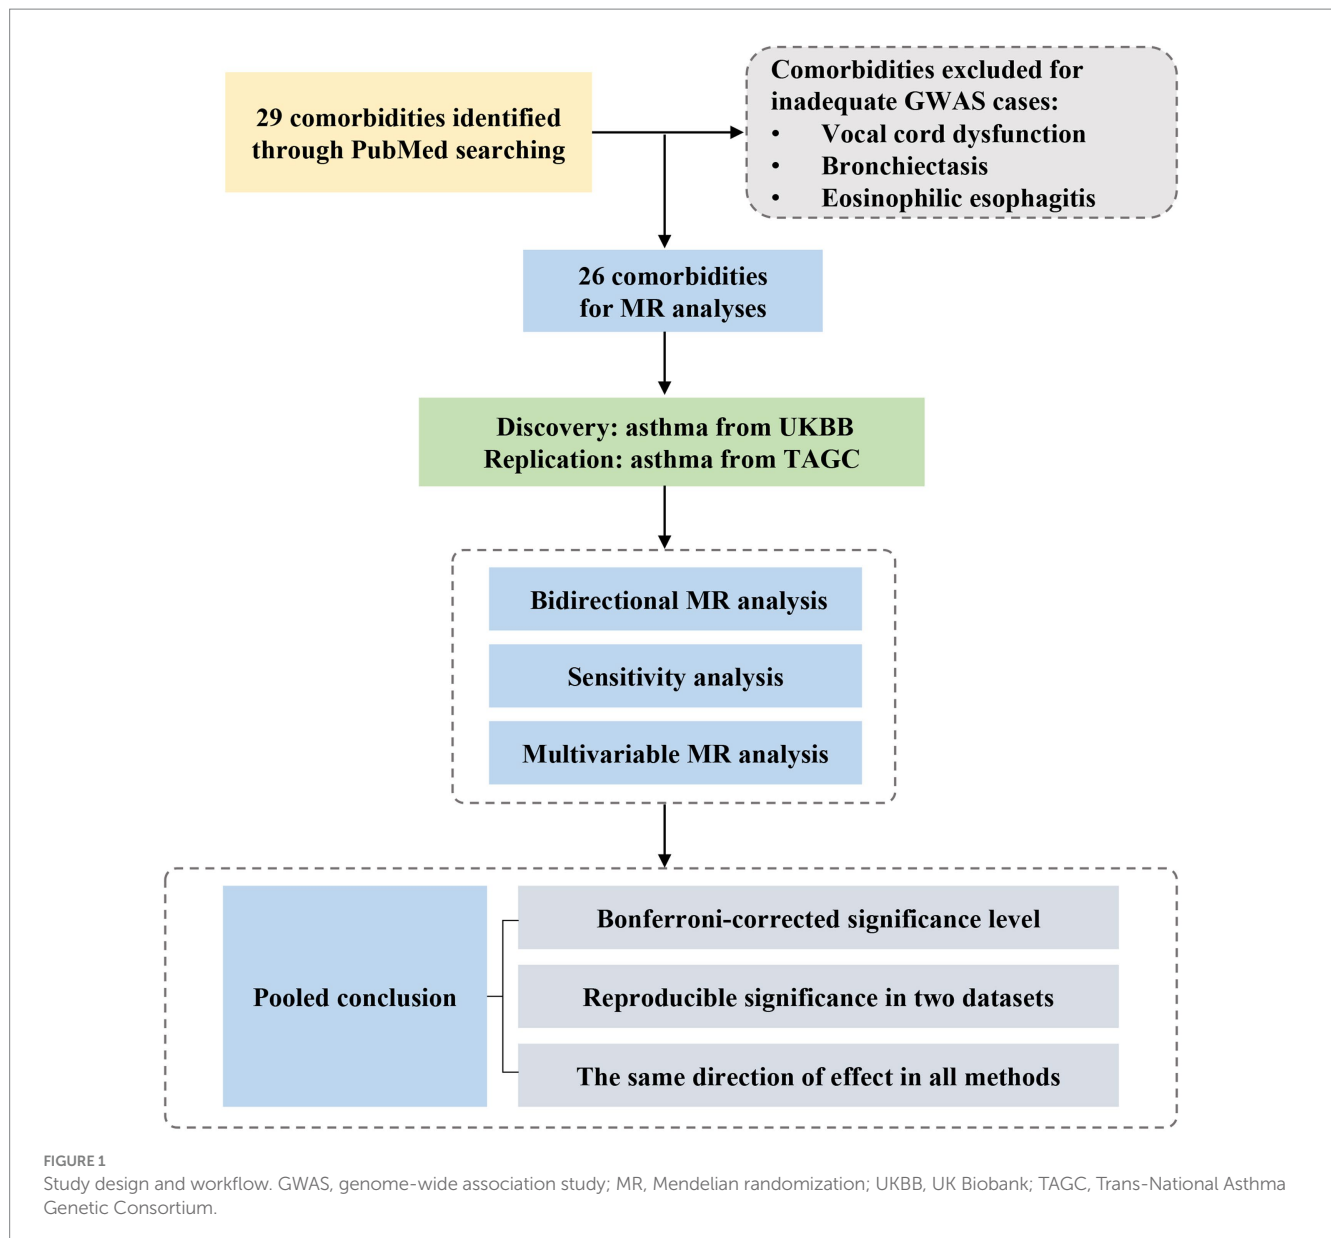 29 comorbidities identified
through PubMed searching
Comorbidities excluded for
inadequate GWAS cases:
• Vocal cord dysfunction
• Bronchiectasis
• Eosinophilic esophagitis
26 comorbidities
for MR analyses
Discovery: asthma from UKBB
Replication: asthma from TAGC
Bidirectional MR analysis
Sensitivity analysis
Multivariable MR analysis
Pooled conclusion
Bonferroni-corrected significance level
Reproducible significance in two datasets
The same direction of effect in all methods
FIGURE 1
Study design and workflow. GWAS, genome-wide association study; MR, Mendelian randomization; UKBB, UK Biobank; TAGC, Trans-National Asthma
Genetic Consortium.